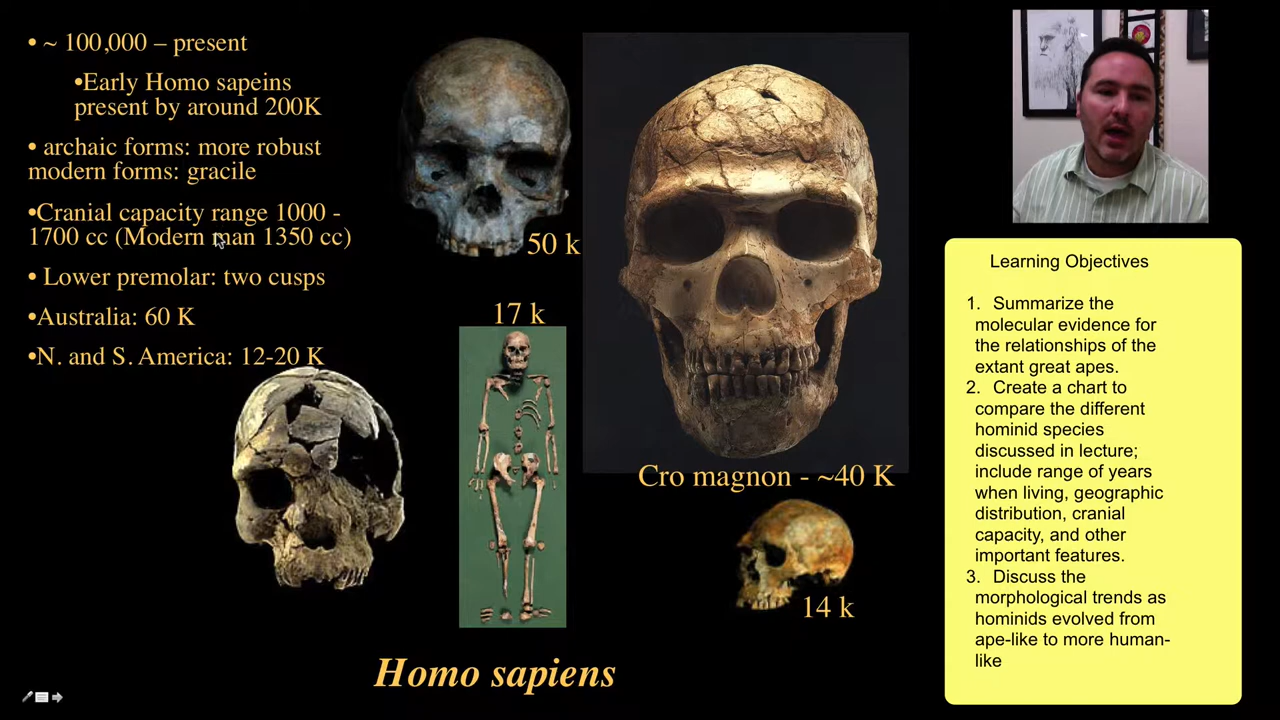 • ~ 100,000 – present
•Early Homo sapeins
present by around 200K
• archaic forms: more robust
modern forms: gracile
•Cranial capacity range 1000 -
1700 cc (Modern man 1350 cc)
• Lower premolar: two cusps
•Australia: 60 K
•N. and S. America: 12-20 K
50 k
17 k
Cro magnon - ~40 K
14 k
Homo sapiens
Learning Objectives
1. Summarize the
molecular evidence for
the relationships of the
extant great apes.
2. Create a chart to
compare the different
hominid species
discussed in lecture;
include range of years
when living, geographic
distribution, cranial
capacity, and other
important features.
3. Discuss the
morphological trends as
hominids evolved from
ape-like to more human-
like